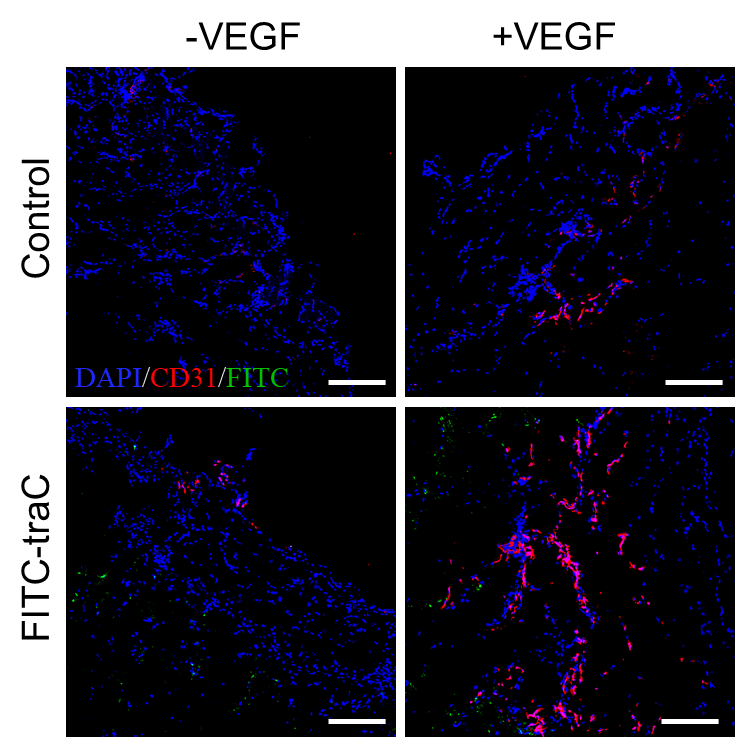 -VEGF +VEGF
Control
DAPI/CD31/FITC
FITC-traC